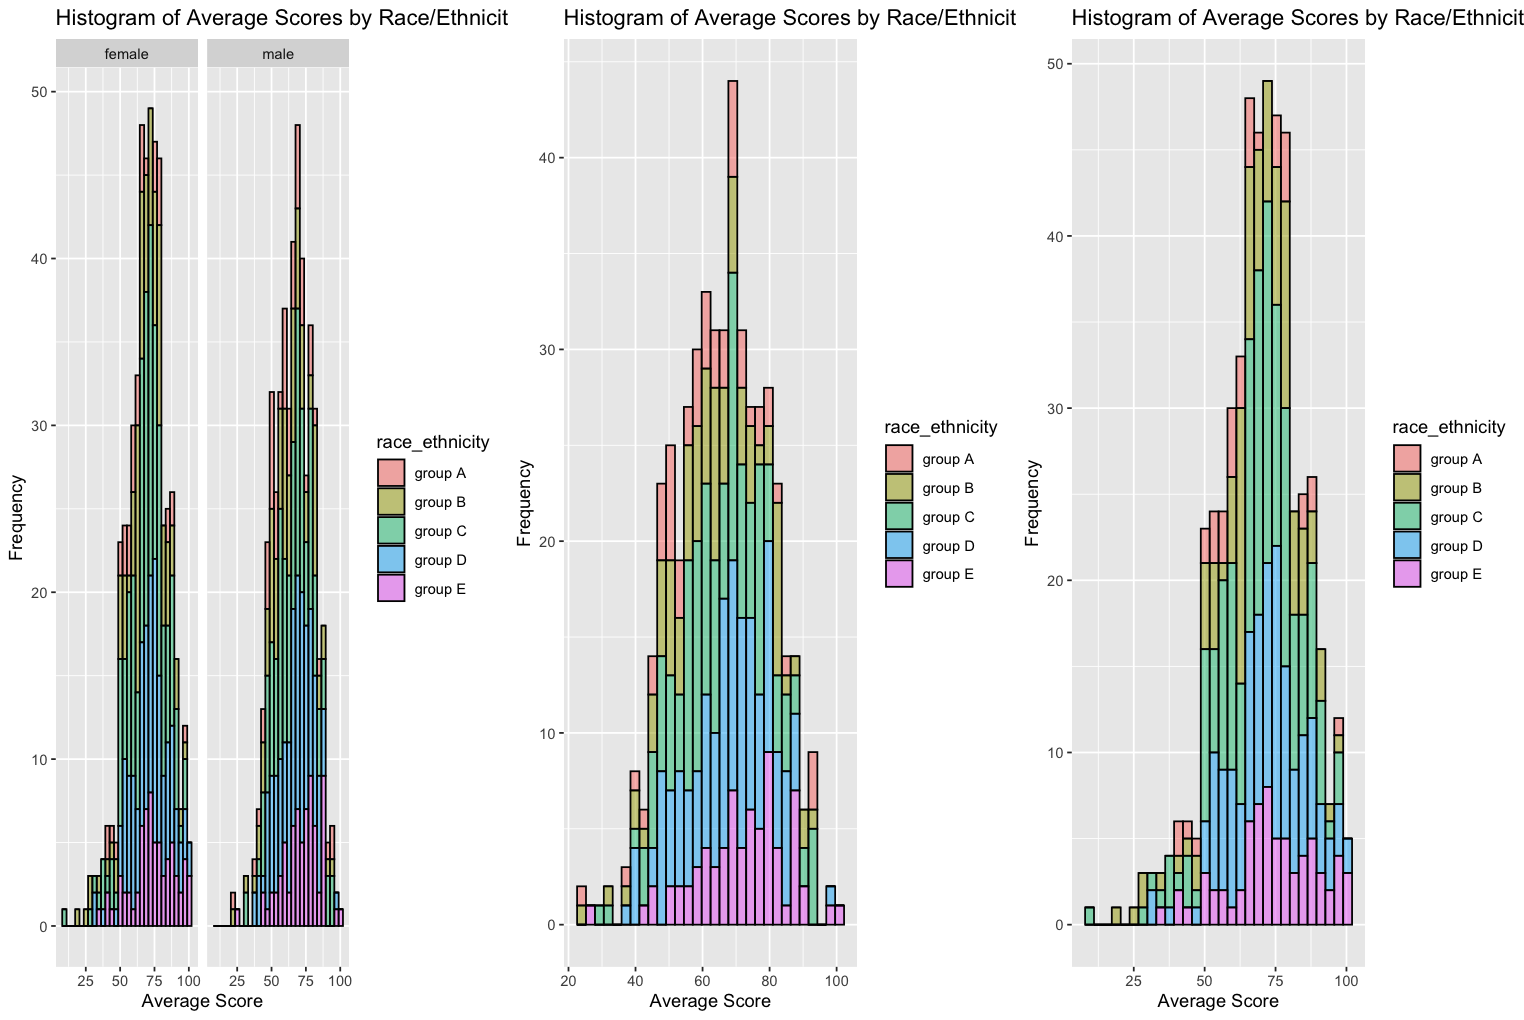 Histogram of Average Scores by Race/Ethnicit
female male
50
40
30
20
10
0
Frequency
25 50 75 100 25 50 75 100
Average Score
race_ethnicity
group A
group B
group C
group D
group E
Histogram of Average Scores by Race/Ethnicit
40
30
20
10
0
Frequency
20 40 60 80 100
Average Score
race_ethnicity
group A
group B
group C
group D
group E
Histogram of Average Scores by Race/Ethnicit
50
40
30
20
10
0
Frequency
25 50 75 100
Average Score
race_ethnicity
group A
group B
group C
group D
group E